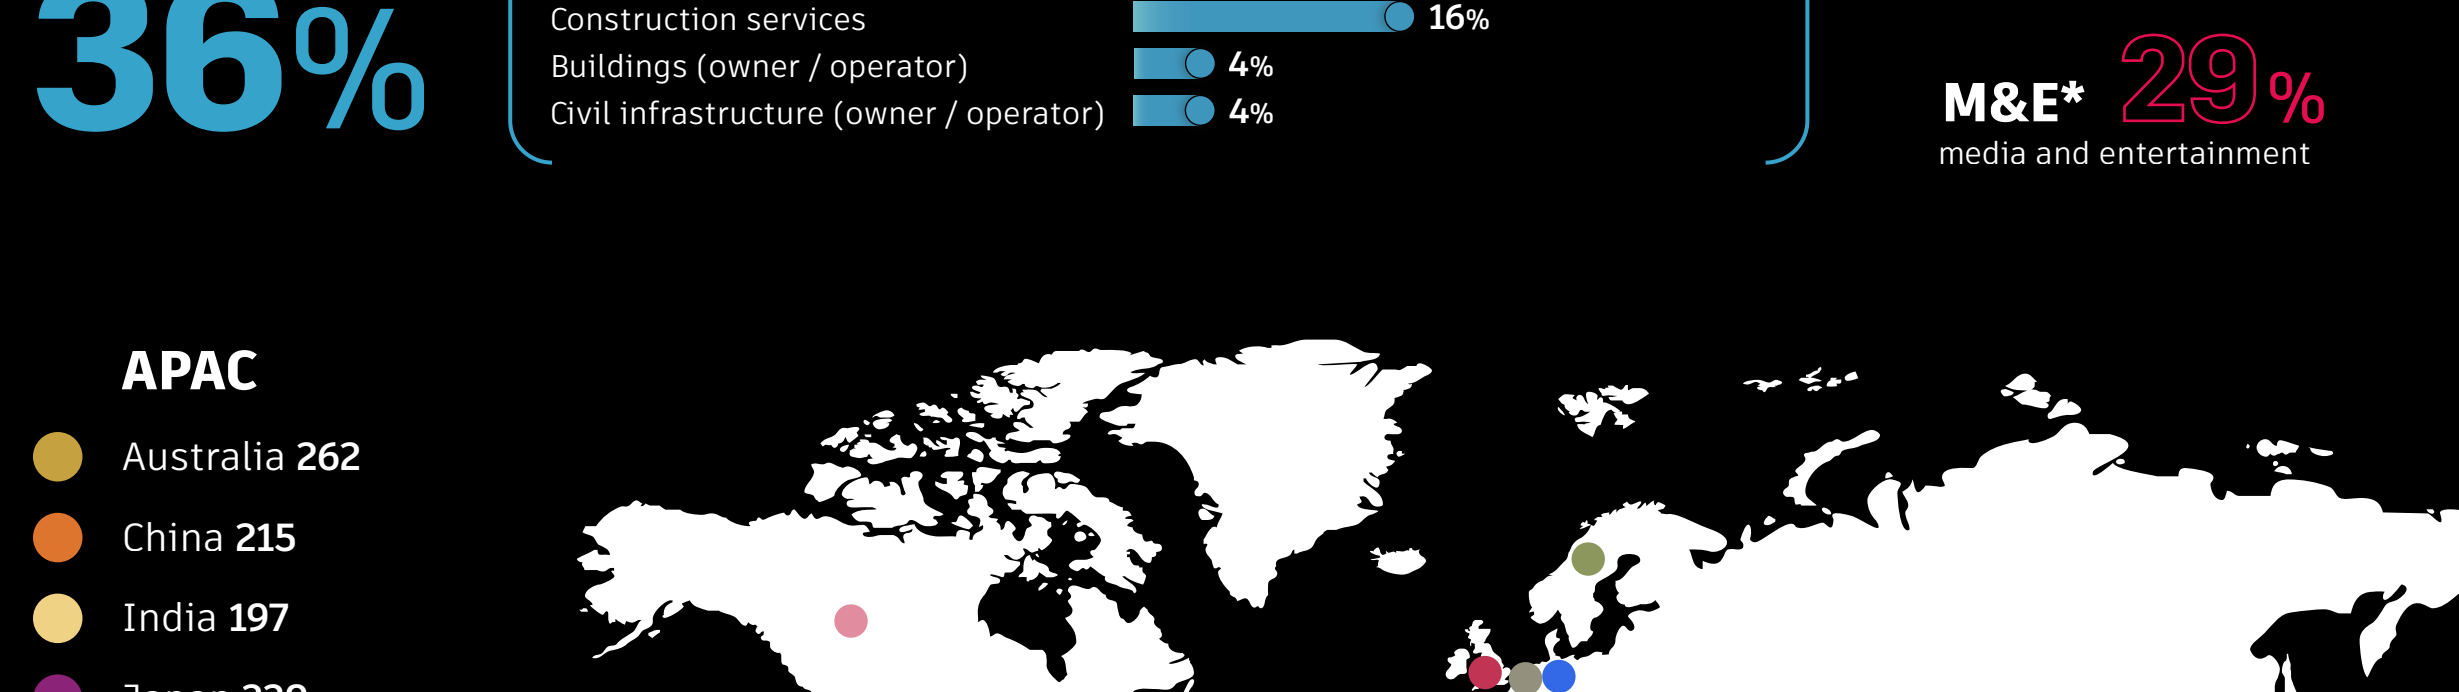 36%
Construction services 16%
Buildings (owner / operator) 4%
Civil infrastructure (owner / operator) 4%
M&E* 29%
media and entertainment
APAC
Australia 262
China 215
India 197